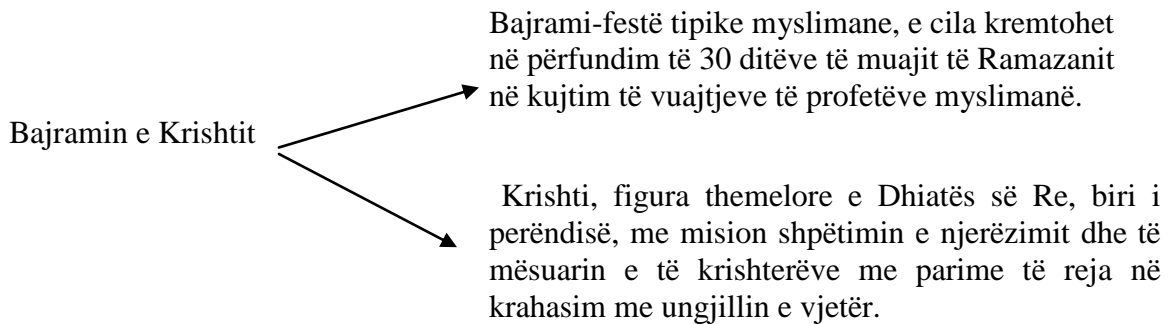 Bajrami-festë tipike myslimane, e cila kremtohet
në përfundim të 30 ditëve të muajit të Ramazanit
në kujtim të vuajtjeve të profetëve myslimanë.
Bajramin e Krishtit
Krishti, figura themelore e Dhiatës së Re, biri i
perëndisë, me mision shpëtimin e njerëzimit dhe të
mësuarin e të krishterëve me parime të reja në
krahasim me ungjillin e vjetër.